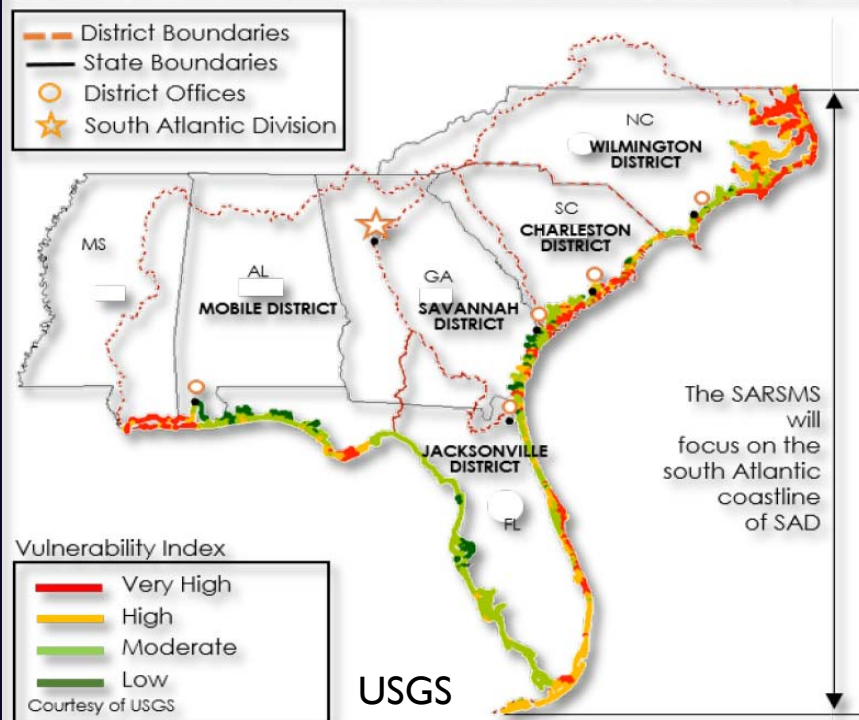 District Boundaries
State Boundaries
District Offices
South Atlantic Division
NC
WILMINGTON
DISTRICT
SC
CHARLESTON
DISTRICT
MS
AL
MOBILE DISTRICT
GA
SAVANNAH
DISTRICT
JACKSONVILLE
DISTRICT
FL
The SARSMS
will
focus on the
south Atlantic
coastline
of SAD
Vulnerability Index
Very High
High
Moderate
Low
Courtesy of USGS
USGS